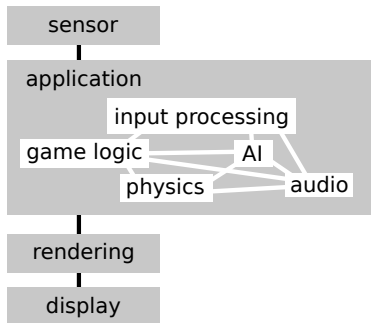 sensor
application
input processing
game logic
AI
physics
audio
rendering
display